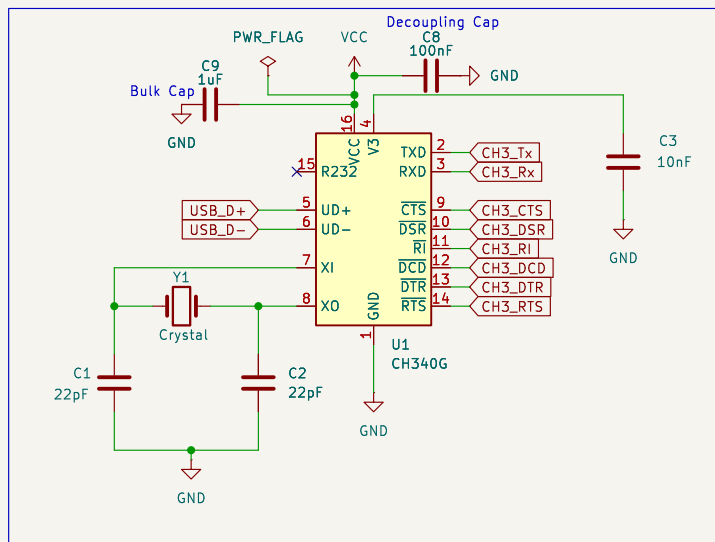 Decoupling Cap
PWR_FLAG
VCC
C8
100nF
GND
C9
1uF
Bulk Cap
GND
16
4
VCC
V3
15
R232
TXD
2
CH3_Tx
RXD
3
CH3_Rx
C3
10nF
GND
USB_D+
5
UD+
USB_D-
6
UD-
CTS
9
CH3_CTS
DSR
10
CH3_DSR
RI
11
CH3_RI
7
XI
DCD
12
CH3_DCD
DTR
13
CH3_DTR
8
XO
RTS
14
CH3_RTS
Y1
Crystal
GND
1
U1
CH340G
C1
22pF
C2
22pF
GND
GND